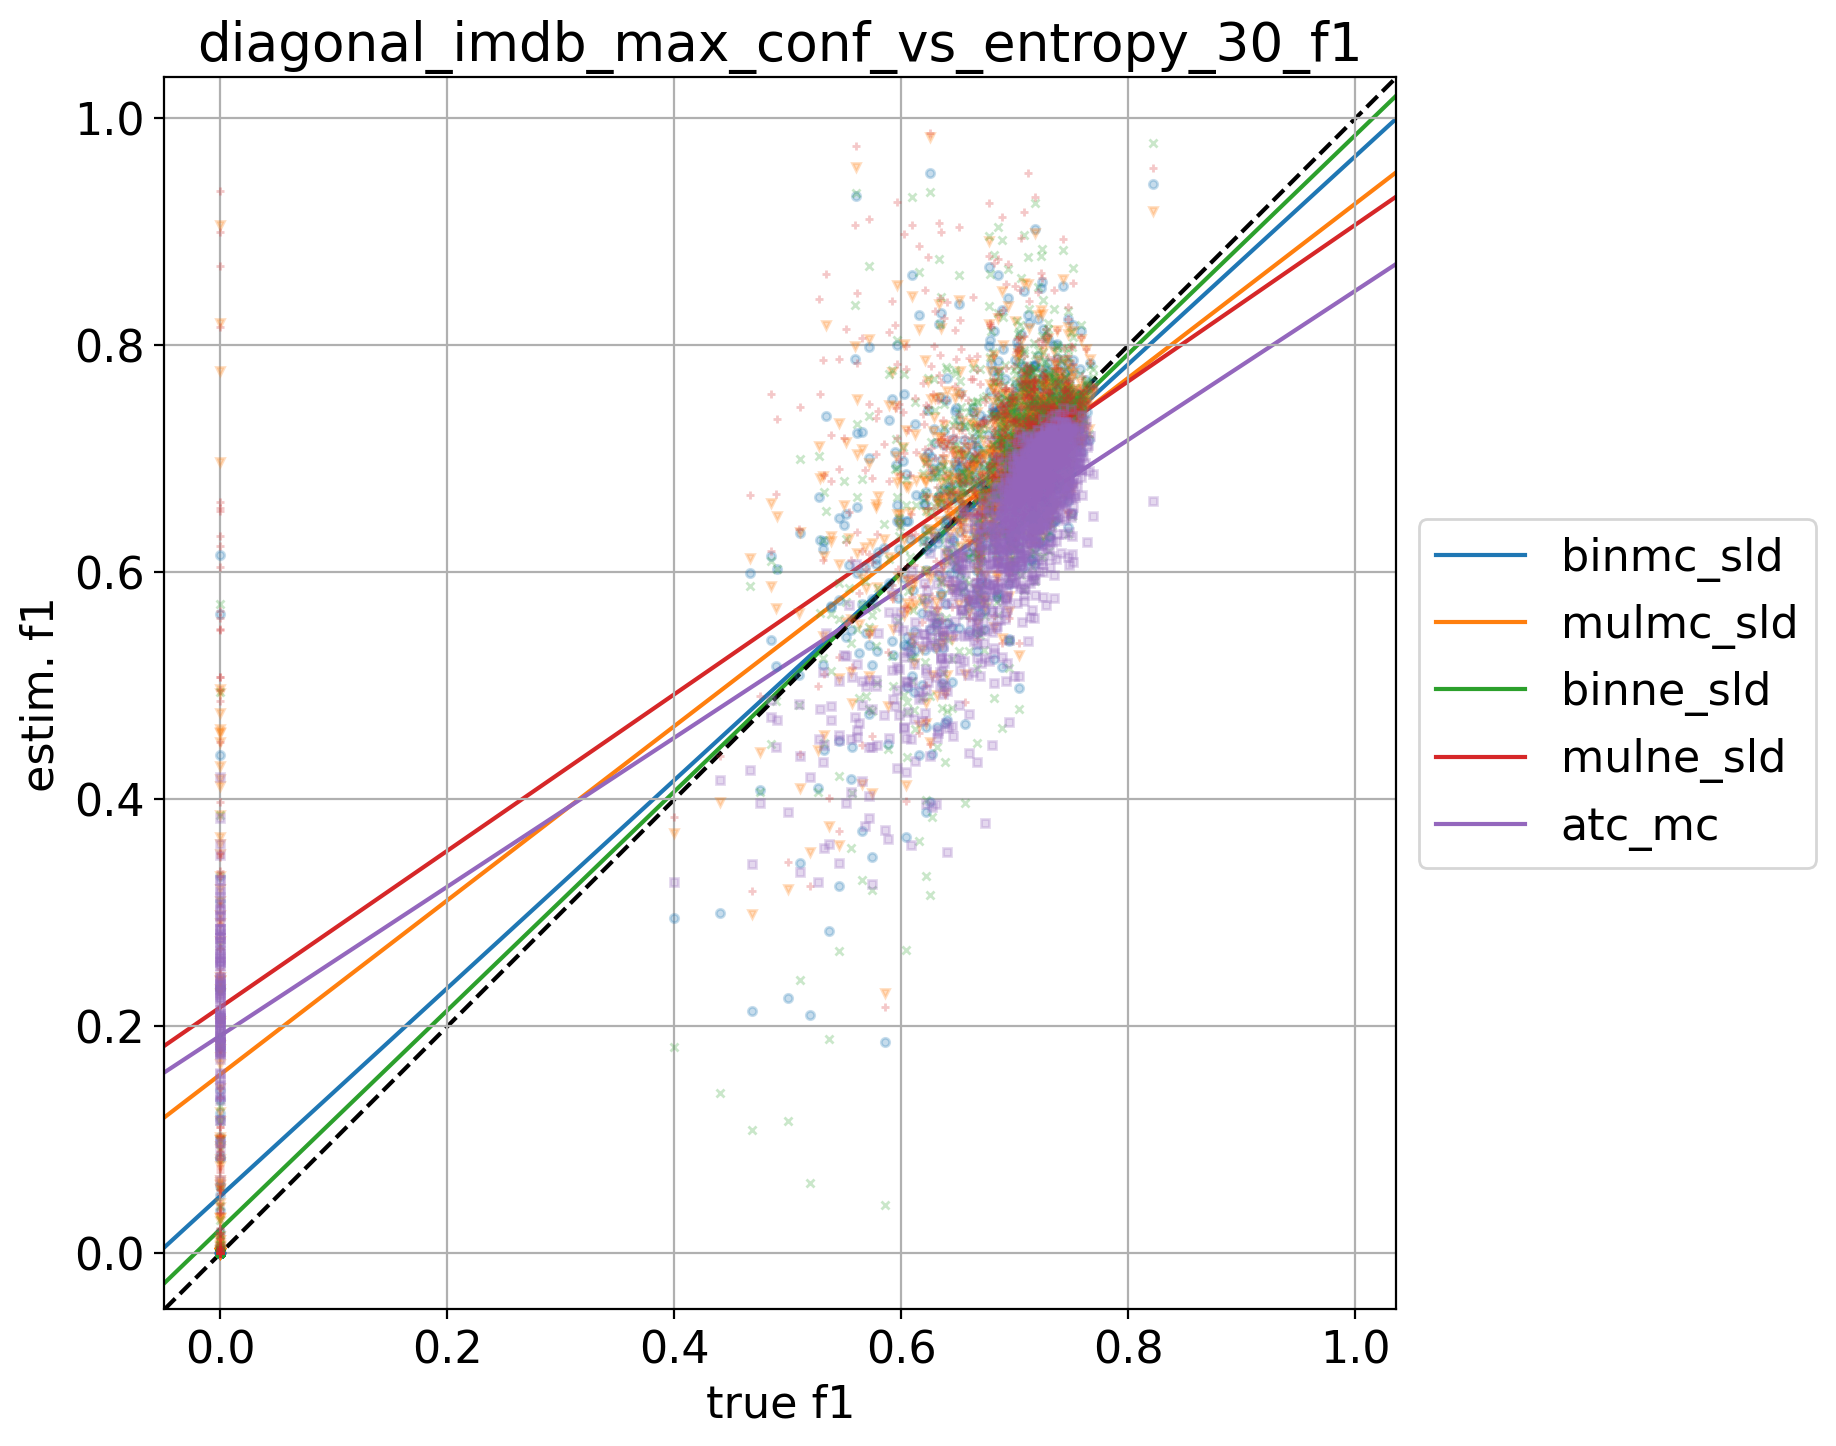 diagonal_imdb_max_conf_vs_entropy_30_f1
1.0
0.8
0.6
0.4
0.2
0.0
estim. f1
0.0 0.2 0.4 0.6 0.8 1.0
true f1
binmc_sld
mulmc_sld
binne_sld
mulne_sld
atc_mc